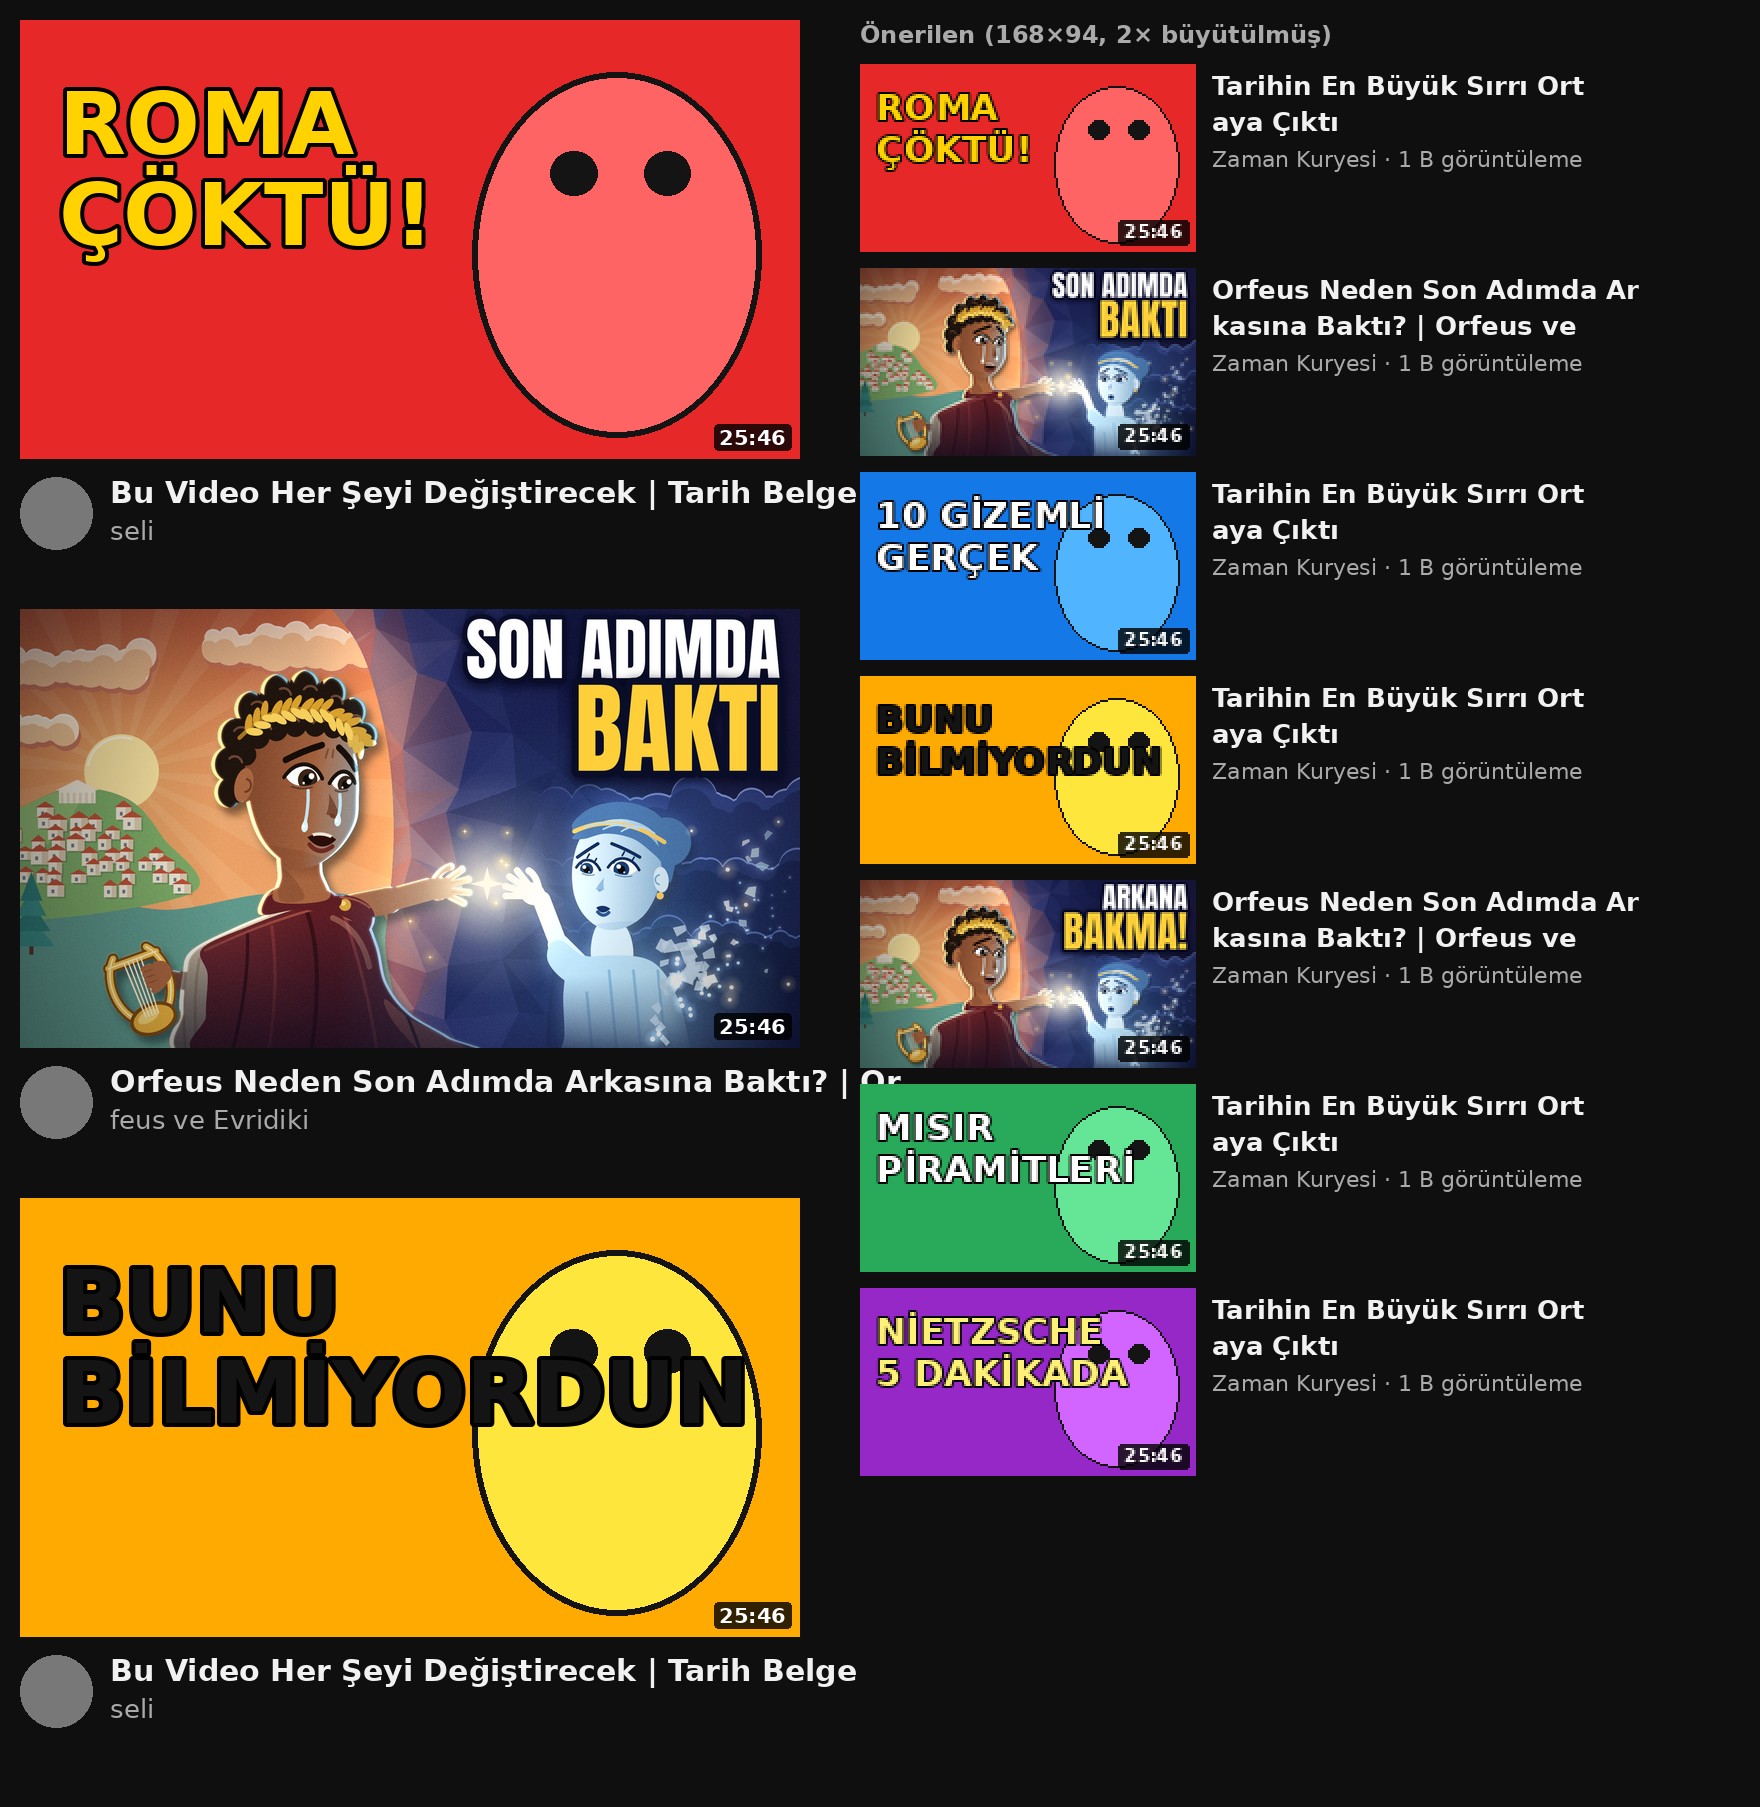 ROMA
ÇÖKTÜ!
25:46
Bu Video Her Şeyi Değiştirecek | Tarih Belge
seli
SON ADIMDA
BAKTI
25:46
Orfeus Neden Son Adımda Arkasına Baktı? | Or
feus ve Evridiki
BUNU
BİLMİYORDUN
25:46
Bu Video Her Şeyi Değiştirecek | Tarih Belge
seli
Önerilen (168×94, 2× büyütülmüş)
ROMA
ÇÖKTÜ!
25:46
Tarihin En Büyük Sırrı Ort
aya Çıktı
Zaman Kuryesi · 1 B görüntüleme
SON ADIMDA
BAKTI
25:46
Orfeus Neden Son Adımda Ar
kasına Baktı? | Orfeus ve
Zaman Kuryesi · 1 B görüntüleme
10 GİZEMLİ
GERÇEK
25:46
Tarihin En Büyük Sırrı Ort
aya Çıktı
Zaman Kuryesi · 1 B görüntüleme
BUNU
BİLMİYORDUN
25:46
Tarihin En Büyük Sırrı Ort
aya Çıktı
Zaman Kuryesi · 1 B görüntüleme
ARKANA
BAKMA!
25:46
Orfeus Neden Son Adımda Ar
kasına Baktı? | Orfeus ve
Zaman Kuryesi · 1 B görüntüleme
MISIR
PİRAMİTLERİ
25:46
Tarihin En Büyük Sırrı Ort
aya Çıktı
Zaman Kuryesi · 1 B görüntüleme
NİETZSCHE
5 DAKİKADA
25:46
Tarihin En Büyük Sırrı Ort
aya Çıktı
Zaman Kuryesi · 1 B görüntüleme